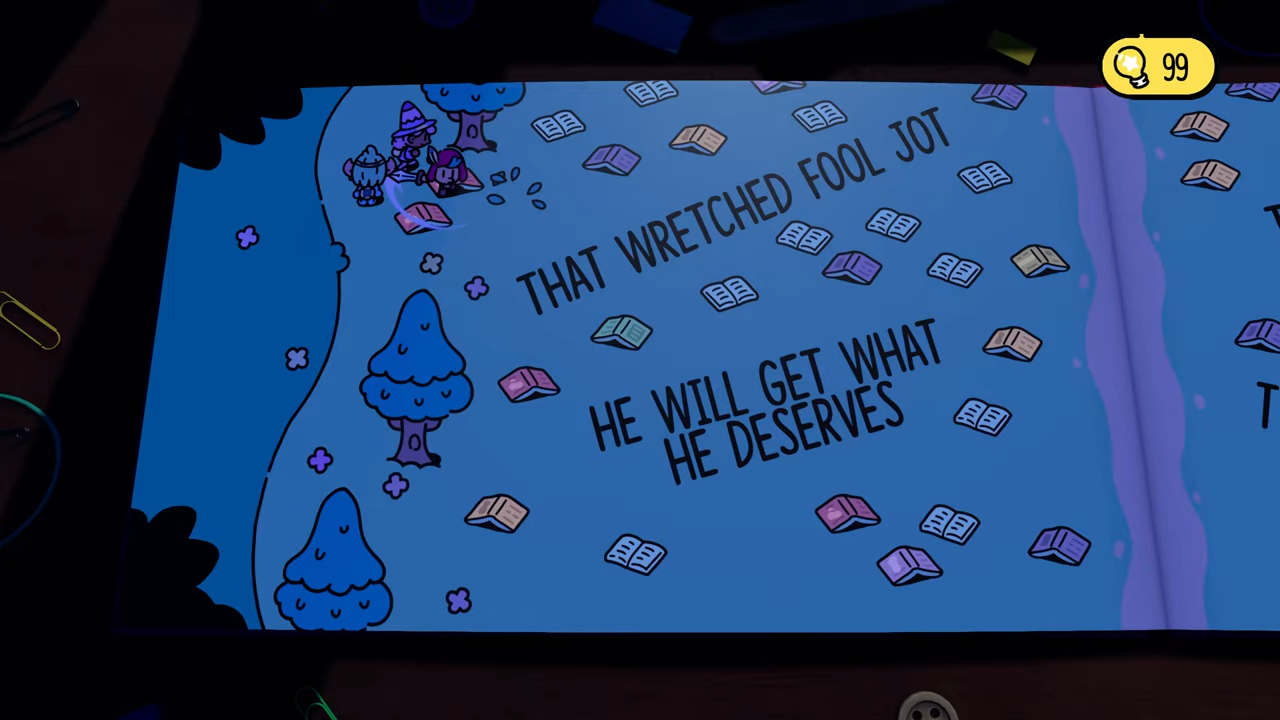 99
THAT WRETCHED FOOL JOT
HE WILL GET WHAT
HE DESERVES